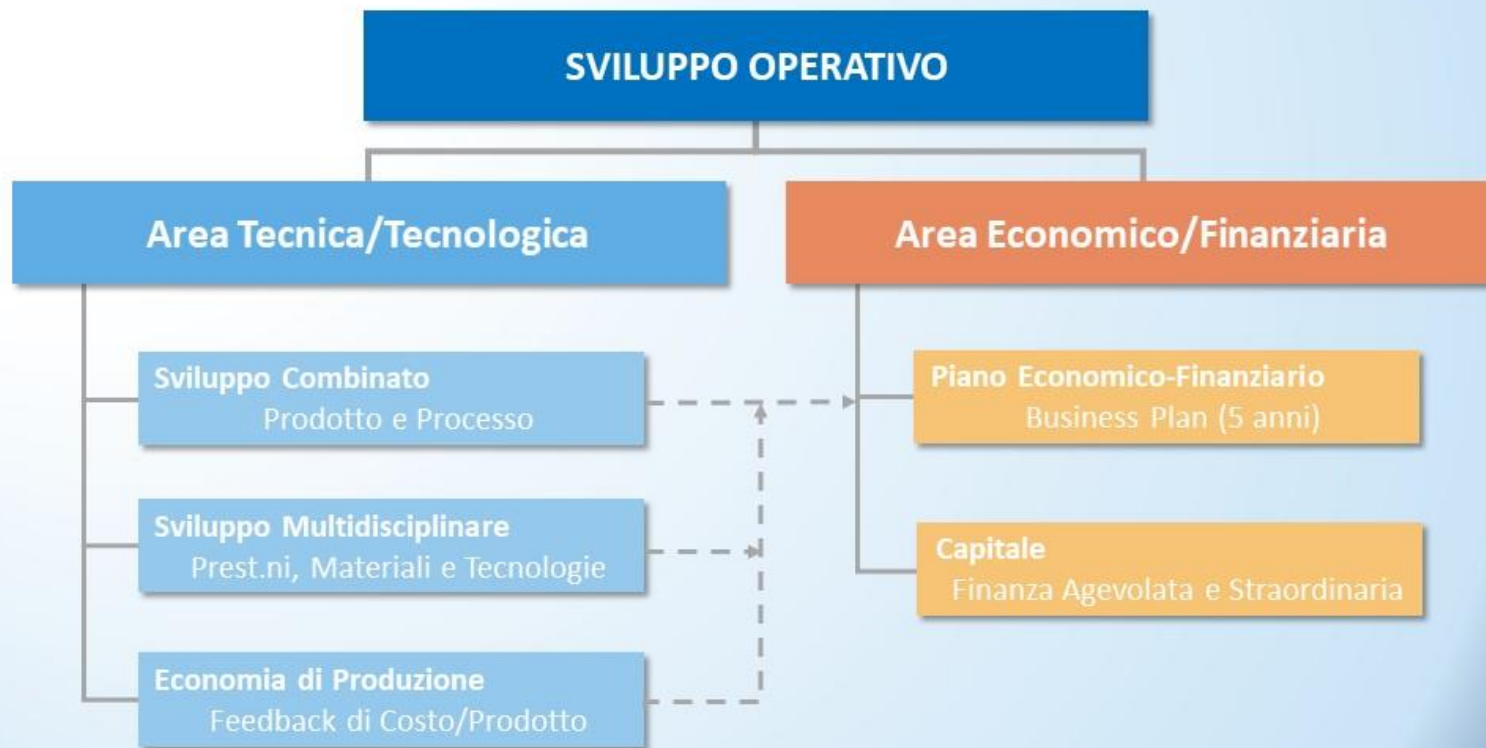 SVILUPPO OPERATIVO
Area Tecnica/Tecnologica
Sviluppo Combinato
Prodotto e Processo
Sviluppo Multidisciplinare
Prest.ni, Materiali e Tecnologie
Economia di Produzione
Feedback di Costo/Prodotto
Area Economico/Finanziaria
Piano Economico-Finanziario
Business Plan (5 anni)
Capitale
Finanza Agevolata e Straordinaria